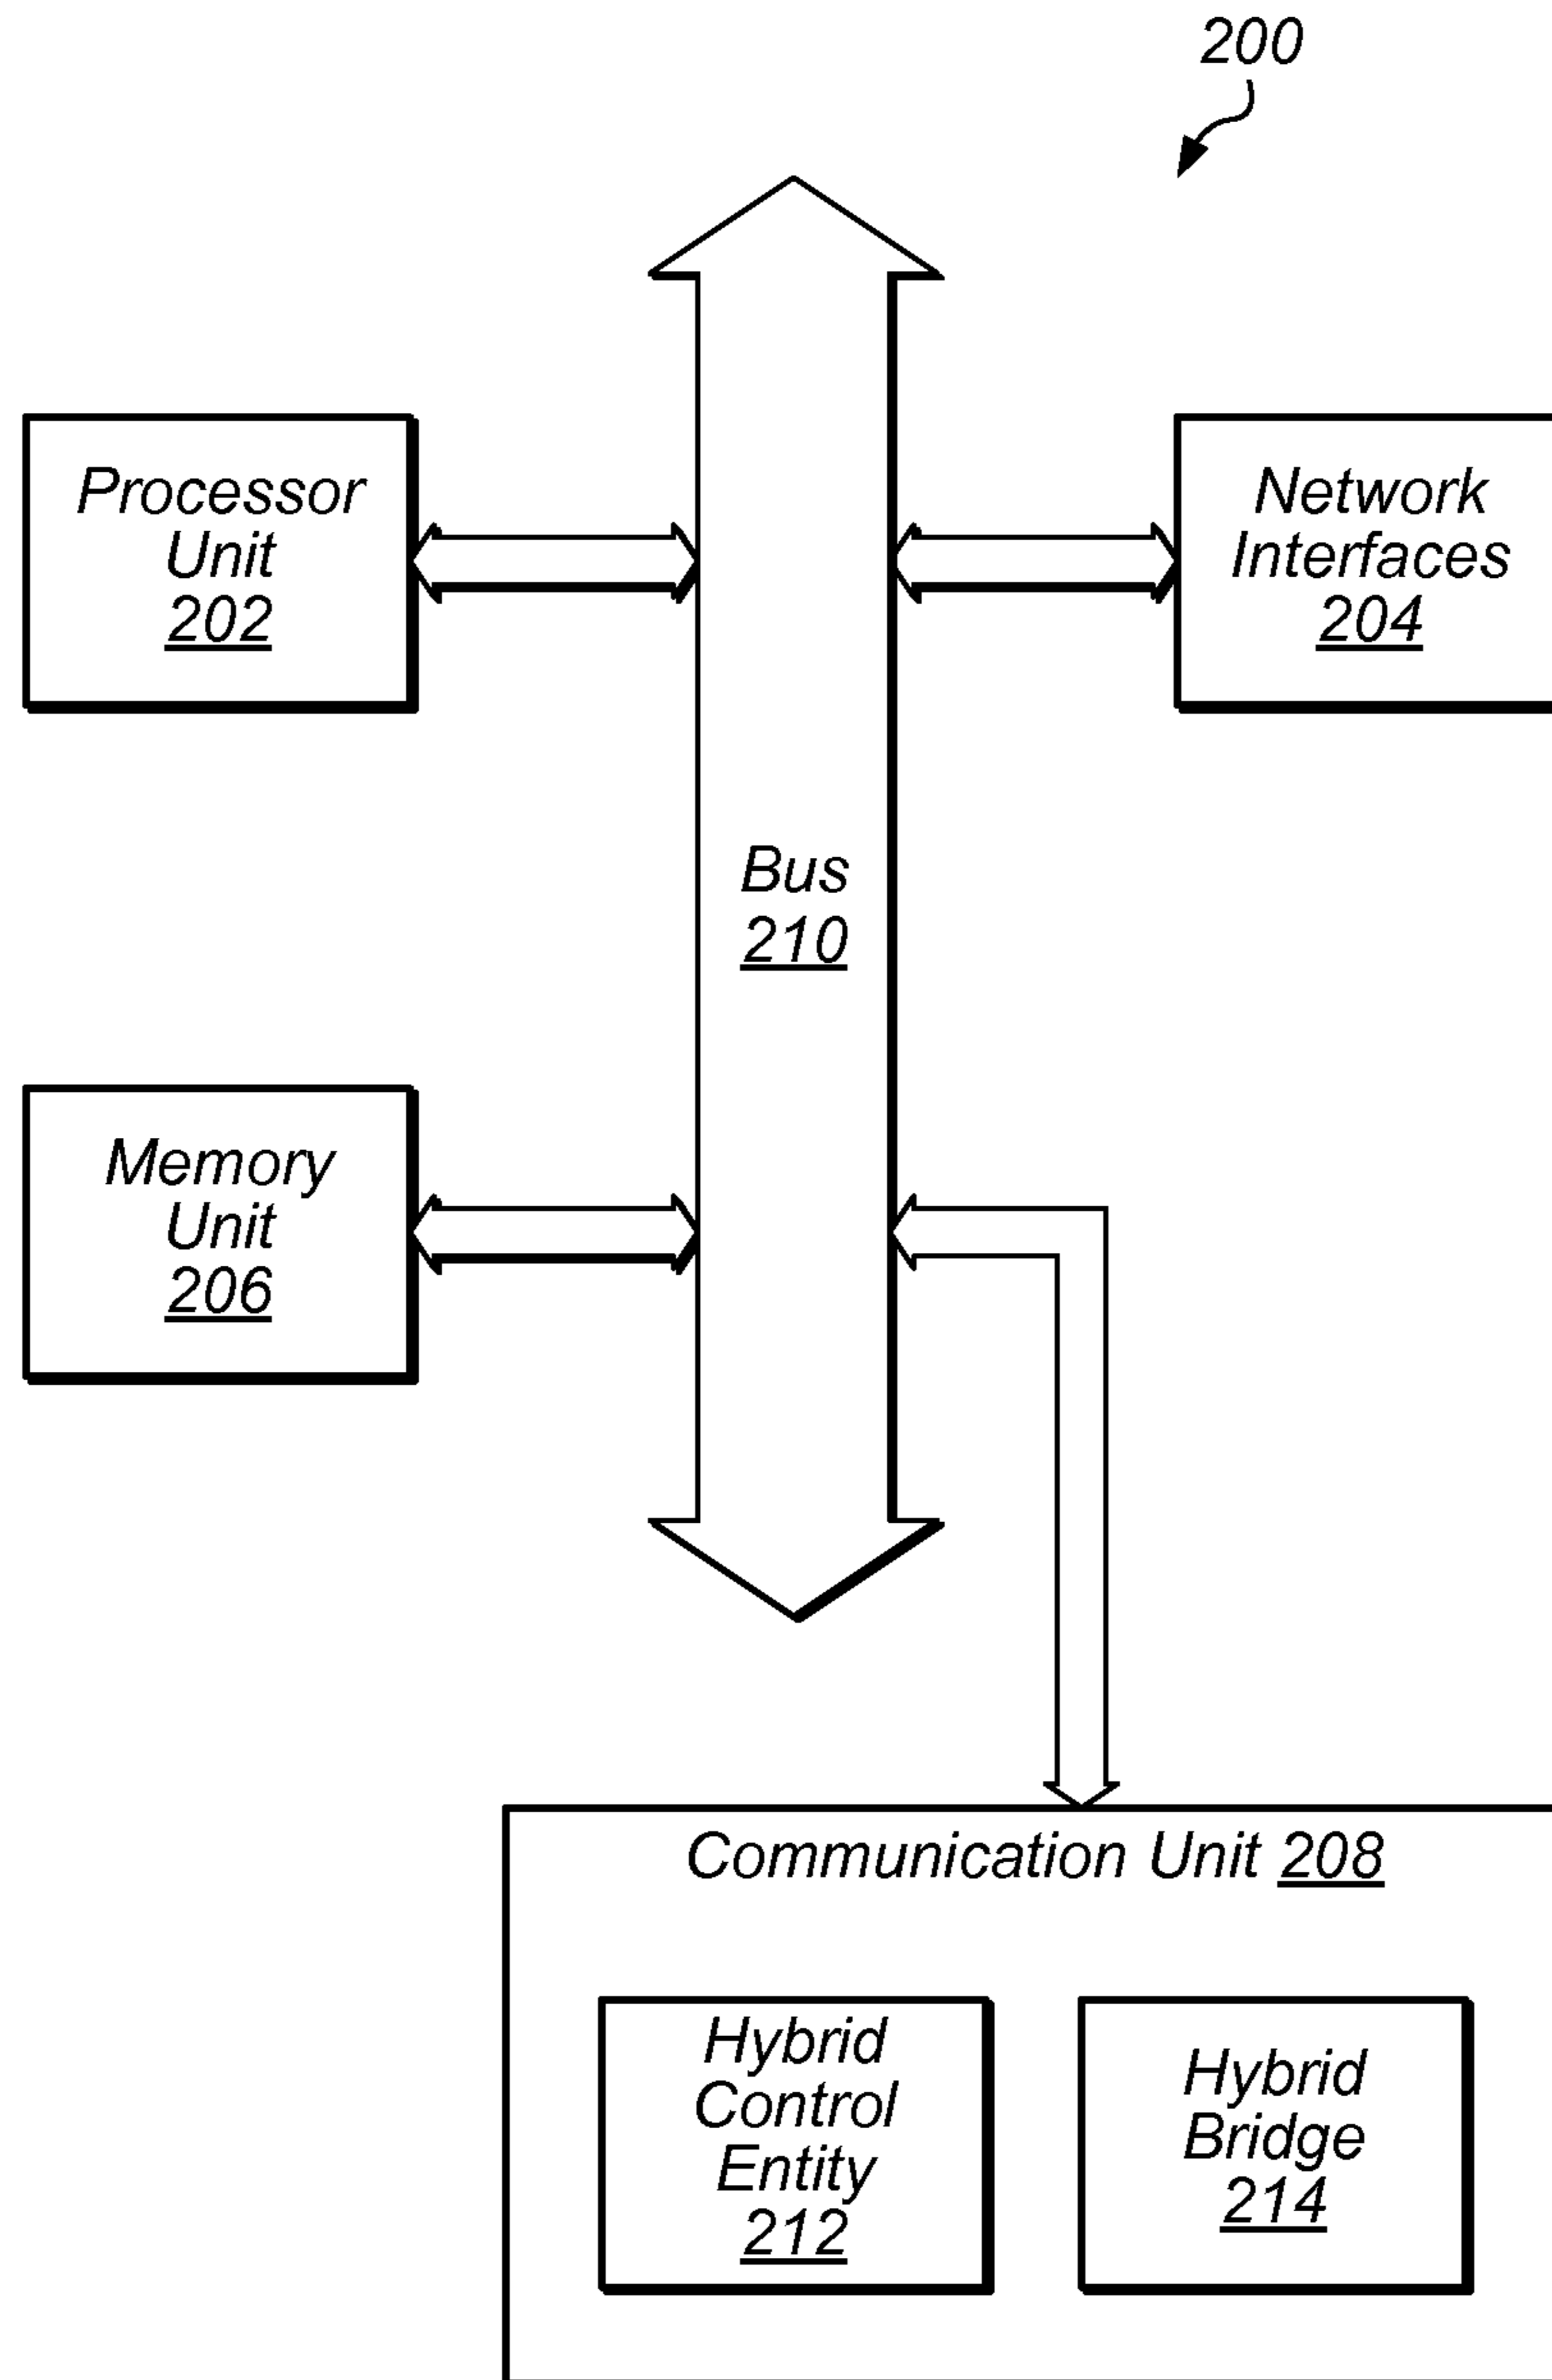 200
Processor
Unit
202
Network
Interfaces
204
Bus
210
Memory
Unit
206
Communication Unit 208
Hybrid
Control
Entity
212
Hybrid
Bridge
214